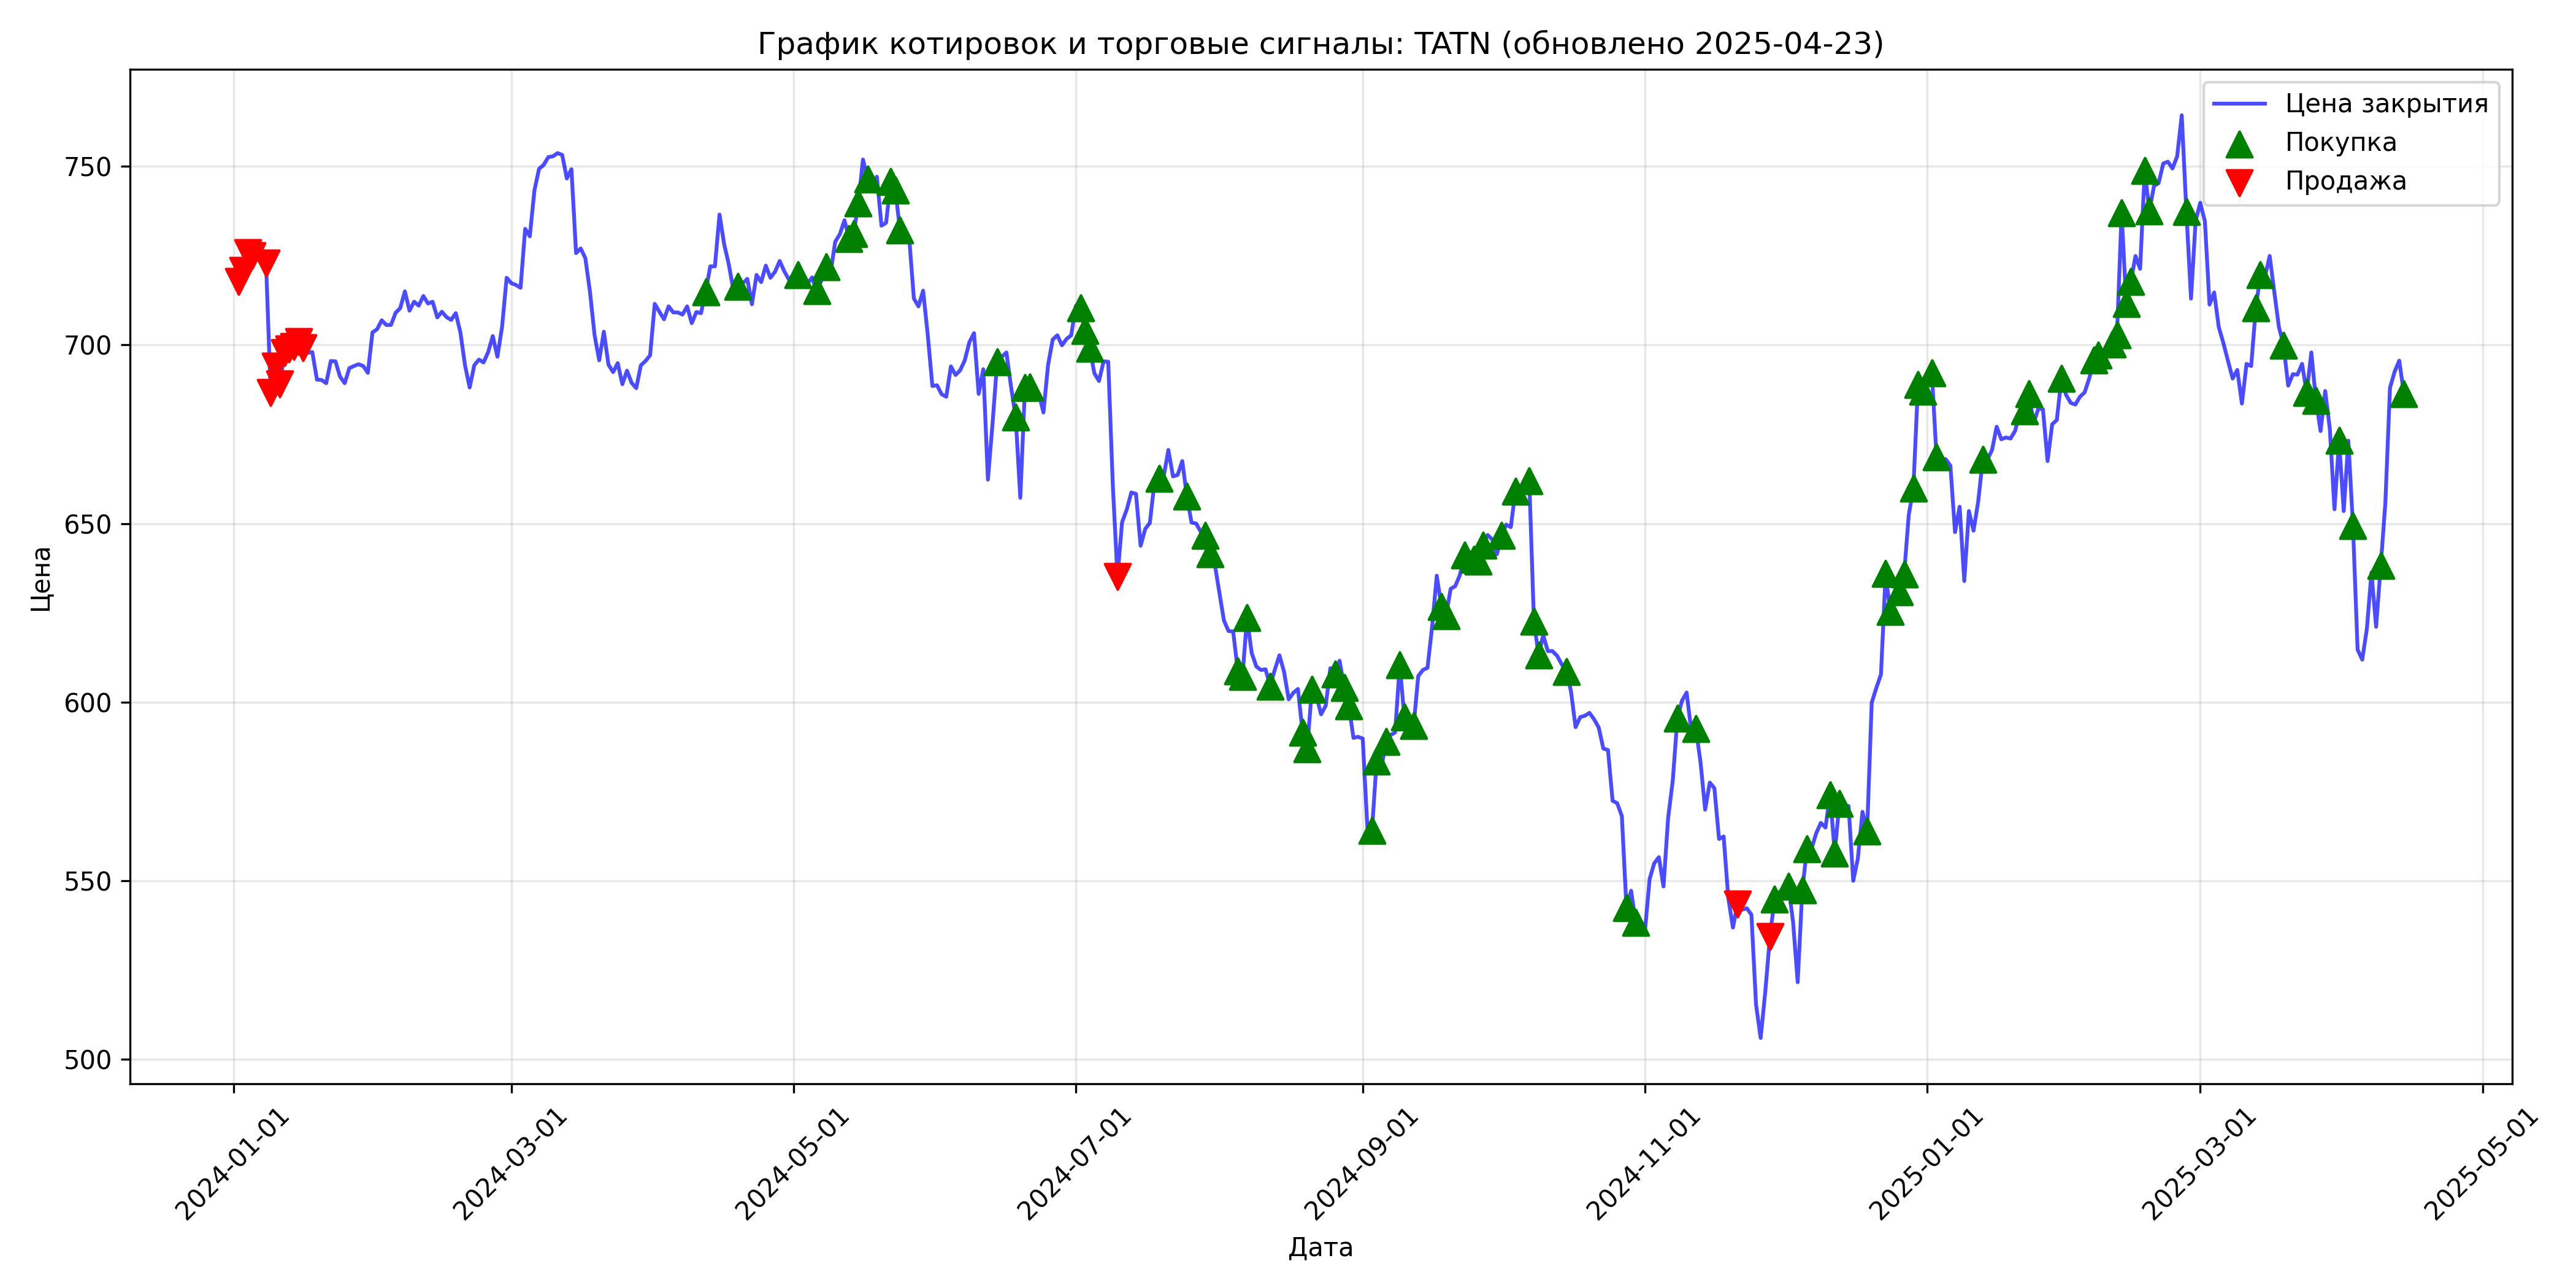 График котировок и торговые сигналы: TATN (обновлено 2025-04-23)
Цена закрытия
Покупка
Продажа
750
700
650
600
550
500
Цена
2024-01-01
2024-03-01
2024-05-01
2024-07-01
2024-09-01
2024-11-01
2025-01-01
2025-03-01
2025-05-01
Дата